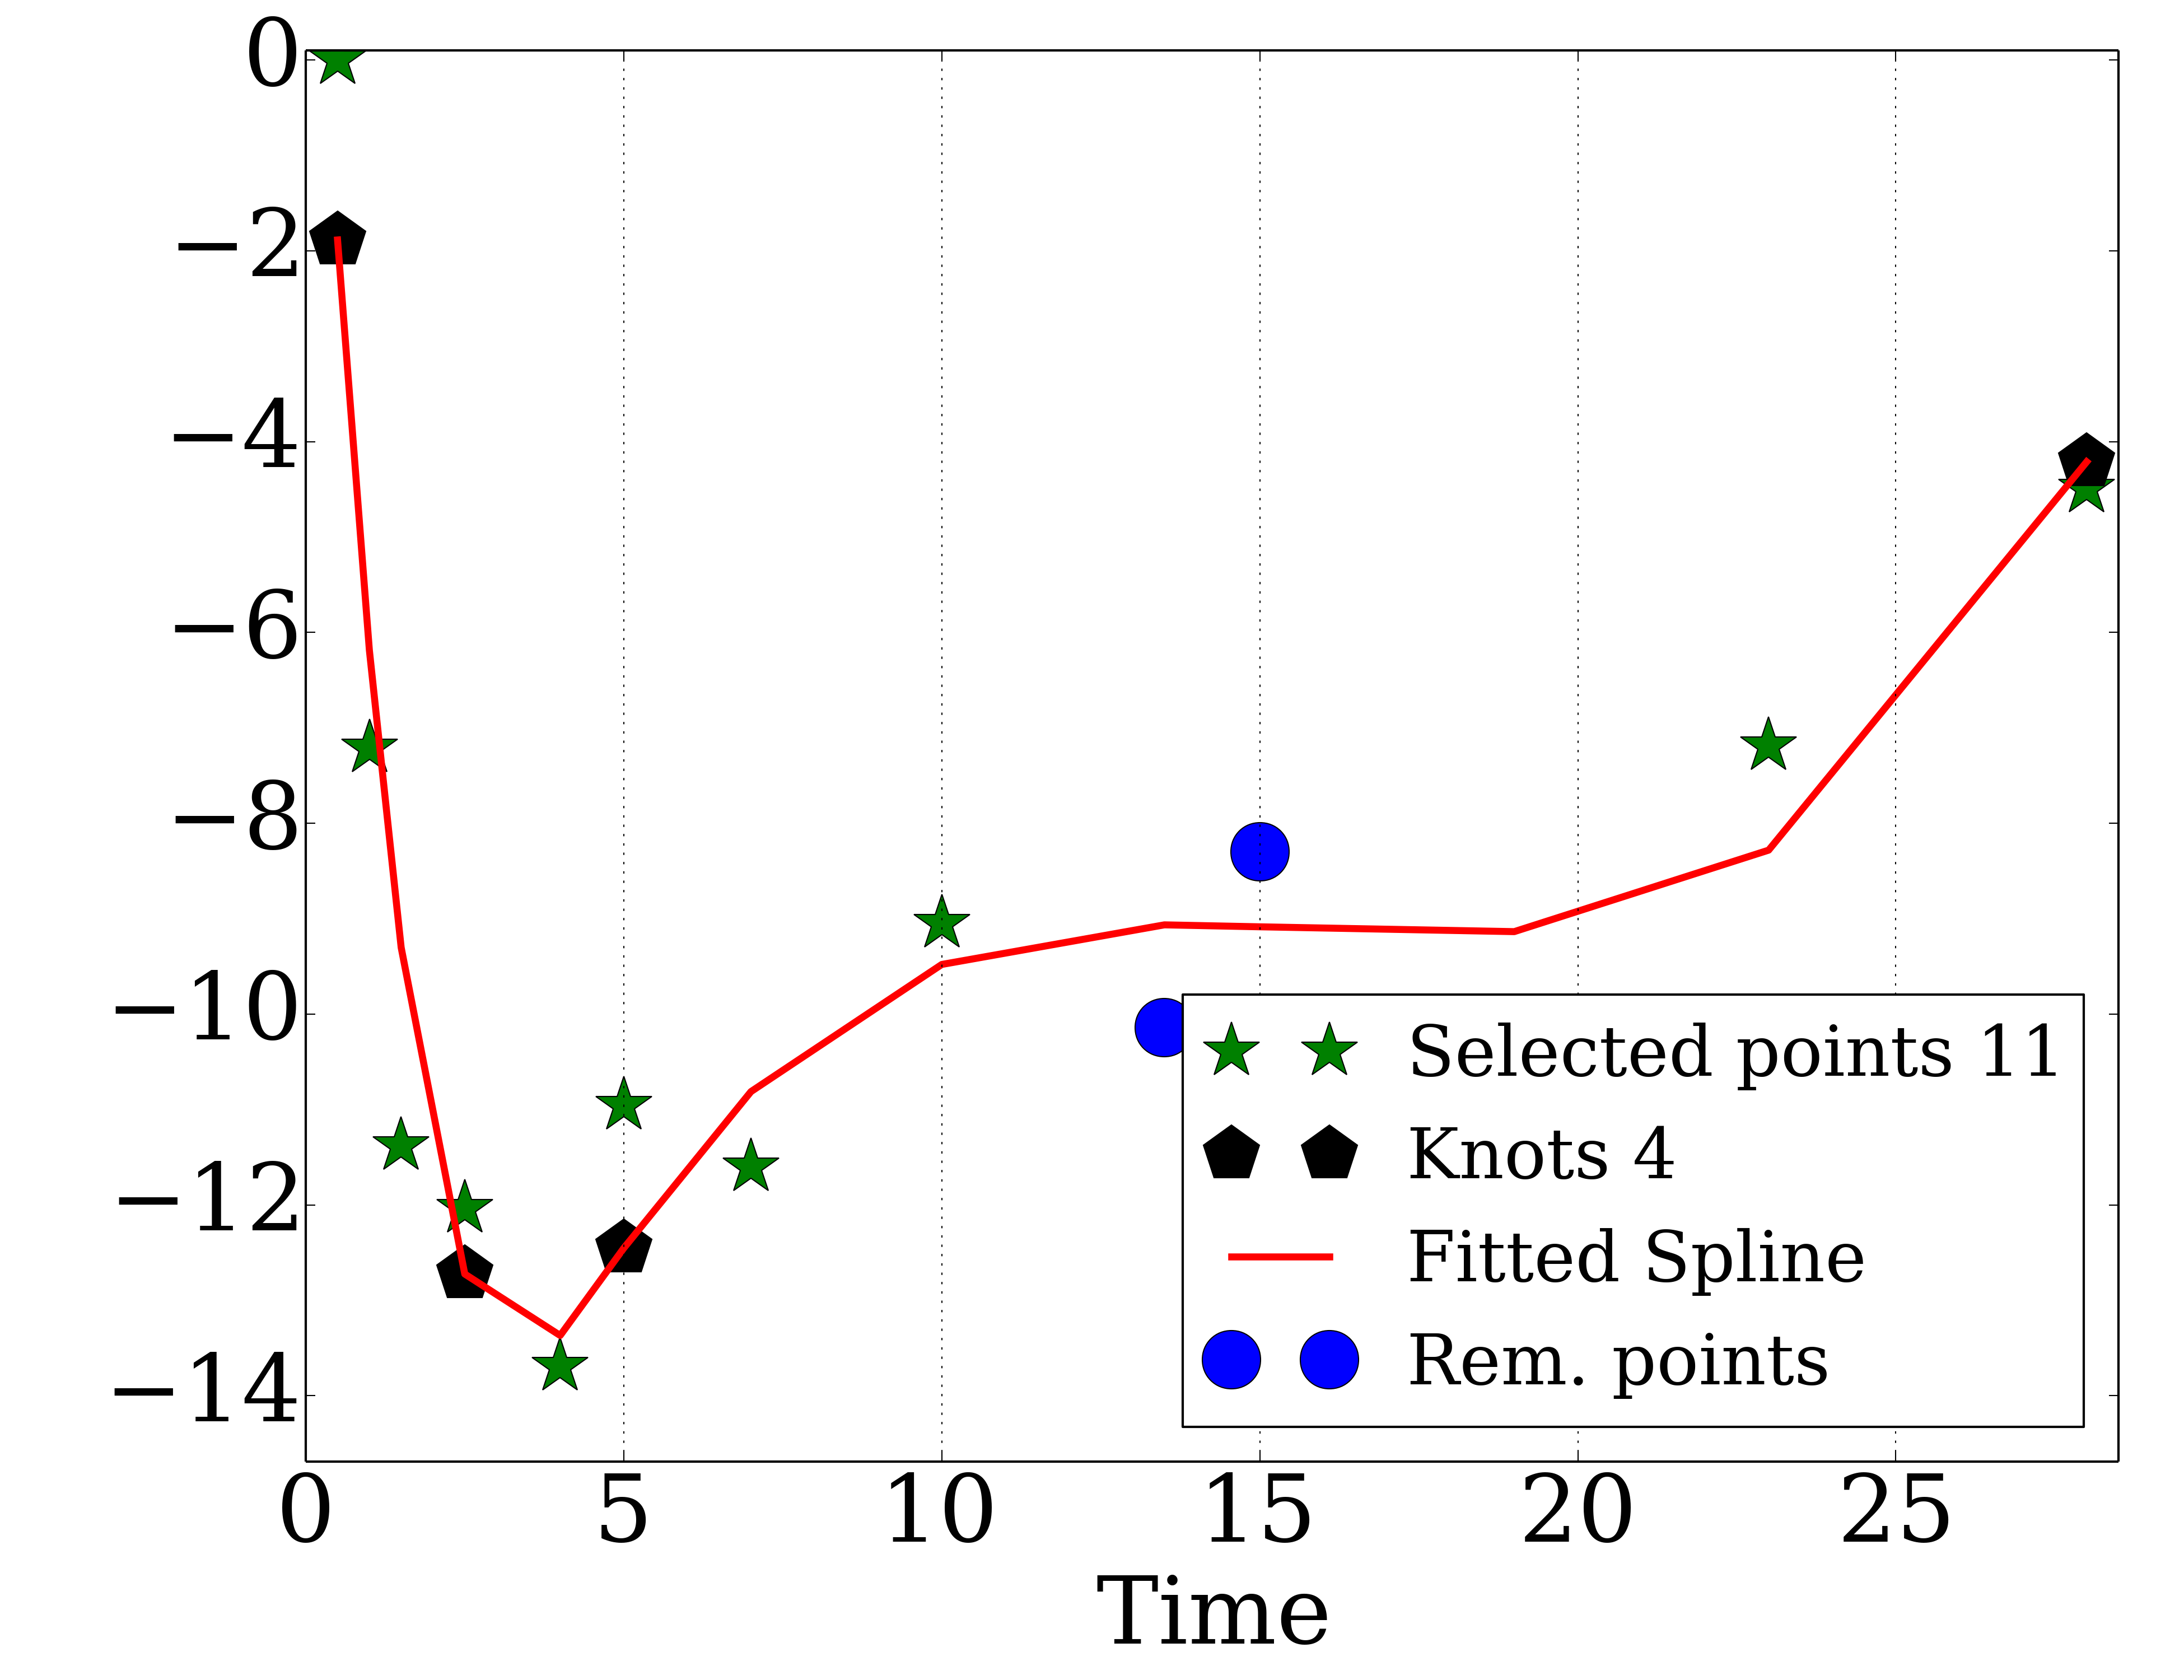 0
−2
−4
−6
−8
−10
−12
−14
0 5 10 15 20 25
Time
Selected points 11
Knots 4
Fitted Spline
Rem. points